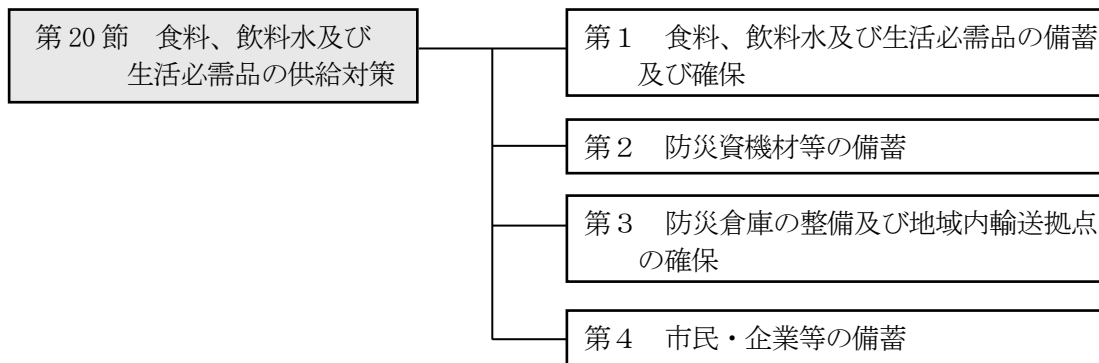 第20節　食料、飲料水及び
生活必需品の供給対策
第１　食料、飲料水及び生活必需品の備蓄
及び確保
第２　防災資機材等の備蓄
第３　防災倉庫の整備及び地域内輸送拠点
の確保
第４　市民・企業等の備蓄